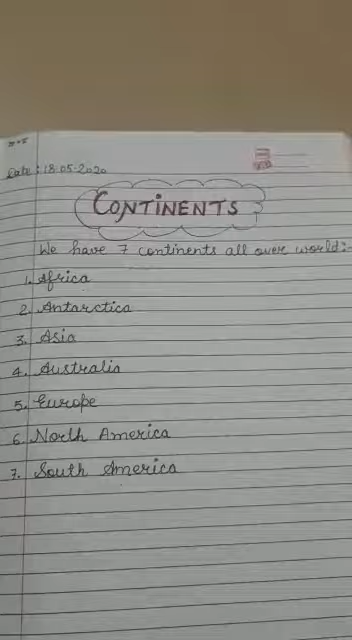 Date : 18.05.2020
CONTINENTS
We have 7 continents all over world:-
1. Africa
2. Antarctica
3. Asia
4. Australia
5. Europe
6. North America
7. South America